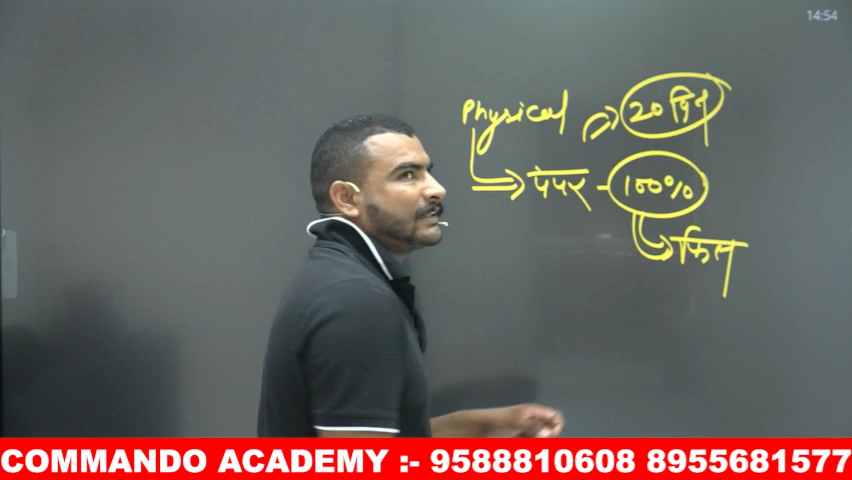 14:54
Physical → 20 दिन
→ पेपर - 100%
→ फिल
COMMANDO ACADEMY :- 9588810608 8955681577